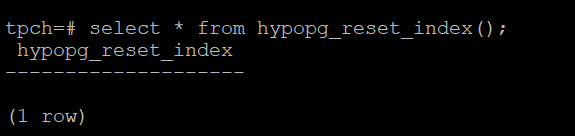 tpch=# select * from hypopg_reset_index();
 hypopg_reset_index
--------------------

(1 row)